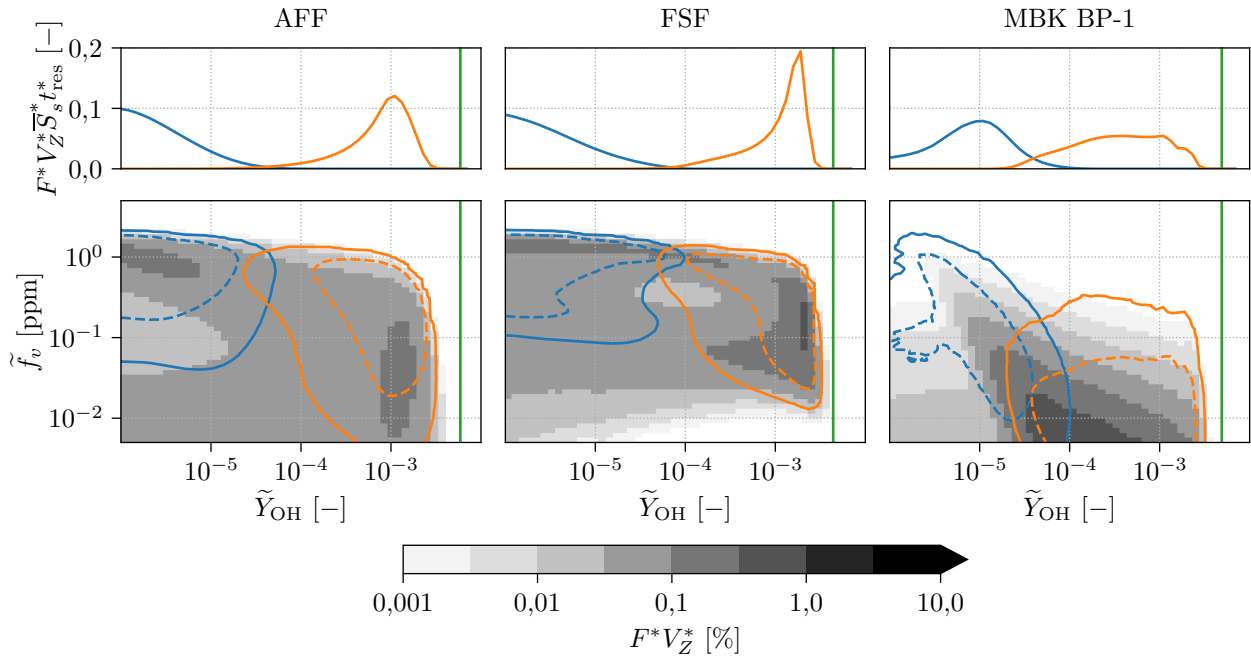 AFF FSF MBK BP-1
F*V*_Z S̅*_s t*_res [−]
0,2
0,1
0,0
f̃_v [ppm]
10⁰
10⁻¹
10⁻²
10⁻⁵ 10⁻⁴ 10⁻³ 10⁻⁵ 10⁻⁴ 10⁻³ 10⁻⁵ 10⁻⁴ 10⁻³
Ỹ_OH [−] Ỹ_OH [−] Ỹ_OH [−]
0,001 0,01 0,1 1,0 10,0
F*V*_Z [%]